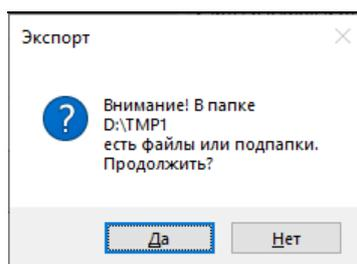 Экспорт
Внимание! В папке
D:\TMP1
есть файлы или подпапки.
Продолжить?
Да
Нет